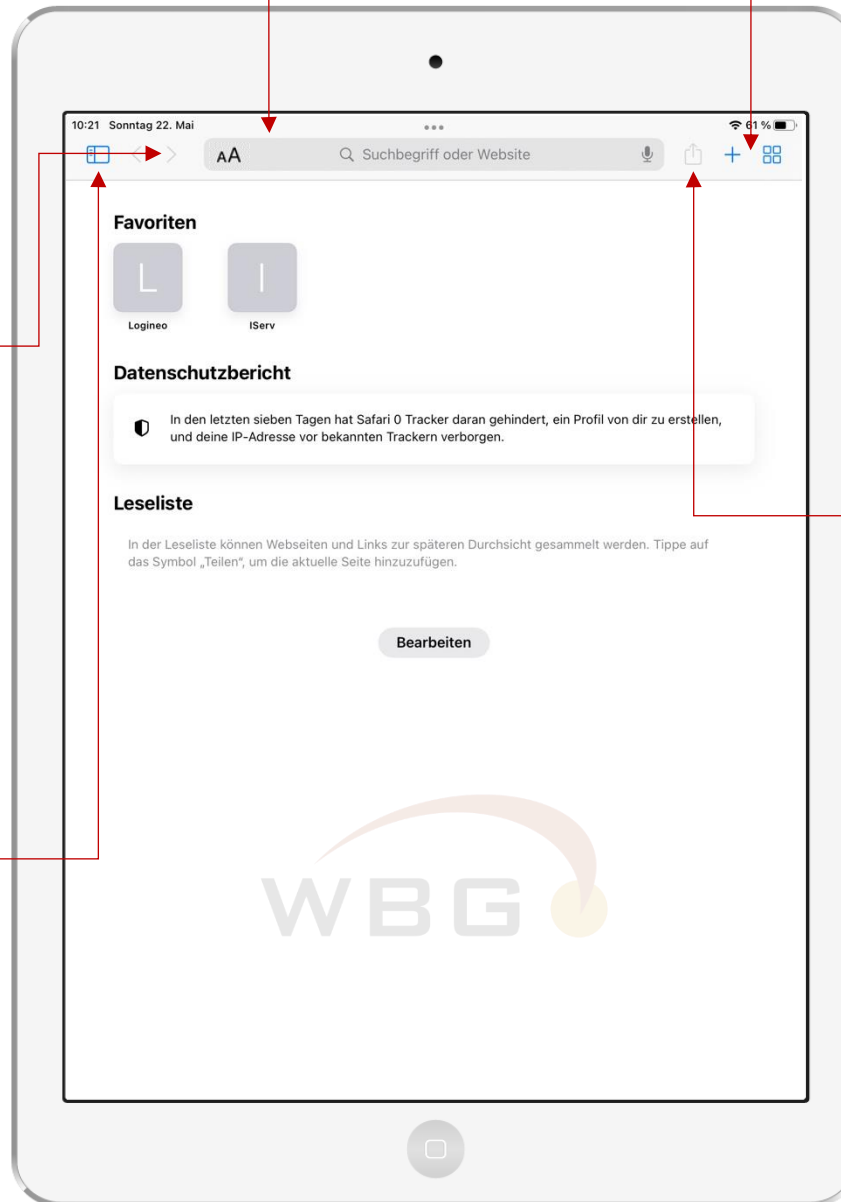 10:21 Sonntag 22. Mai
61 %
AA
Suchbegriff oder Website
Favoriten
L
I
Logineo
IServ
Datenschutzbericht
In den letzten sieben Tagen hat Safari 0 Tracker daran gehindert, ein Profil von dir zu erstellen,
und deine IP-Adresse vor bekannten Trackern verborgen.
Leseliste
In der Leseliste können Webseiten und Links zur späteren Durchsicht gesammelt werden. Tippe auf
das Symbol „Teilen“, um die aktuelle Seite hinzuzufügen.
Bearbeiten
WBG